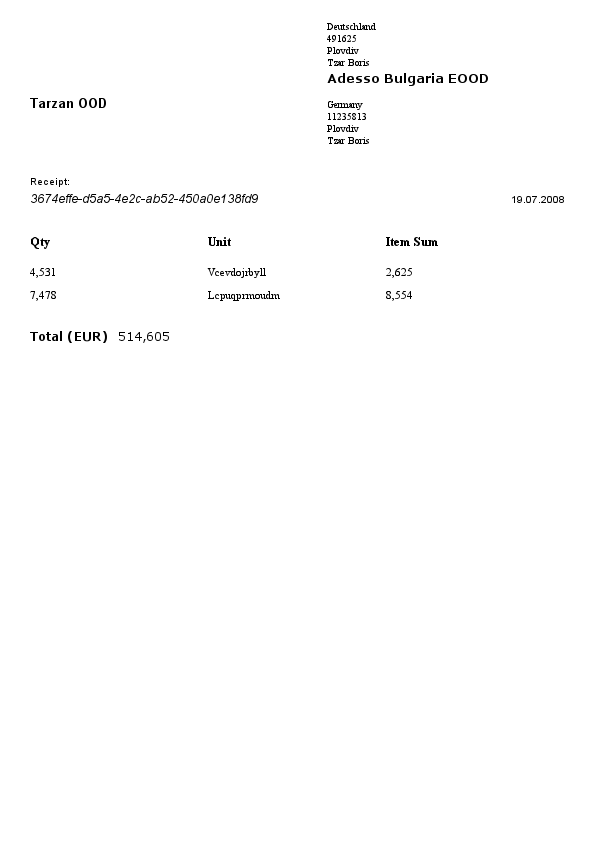 Deutschland
491625
Plovdiv
Tzar Boris
Adesso Bulgaria EOOD
Tarzan OOD
Germany
11235813
Plovdiv
Tzar Boris
Receipt:
3674effe-d5a5-4e2c-ab52-450a0e138fd9 19.07.2008
Qty Unit Item Sum
4,531 Vcevdojrbyll 2,625
7,478 Lcpuqprmoudm 8,554
Total (EUR) 514,605